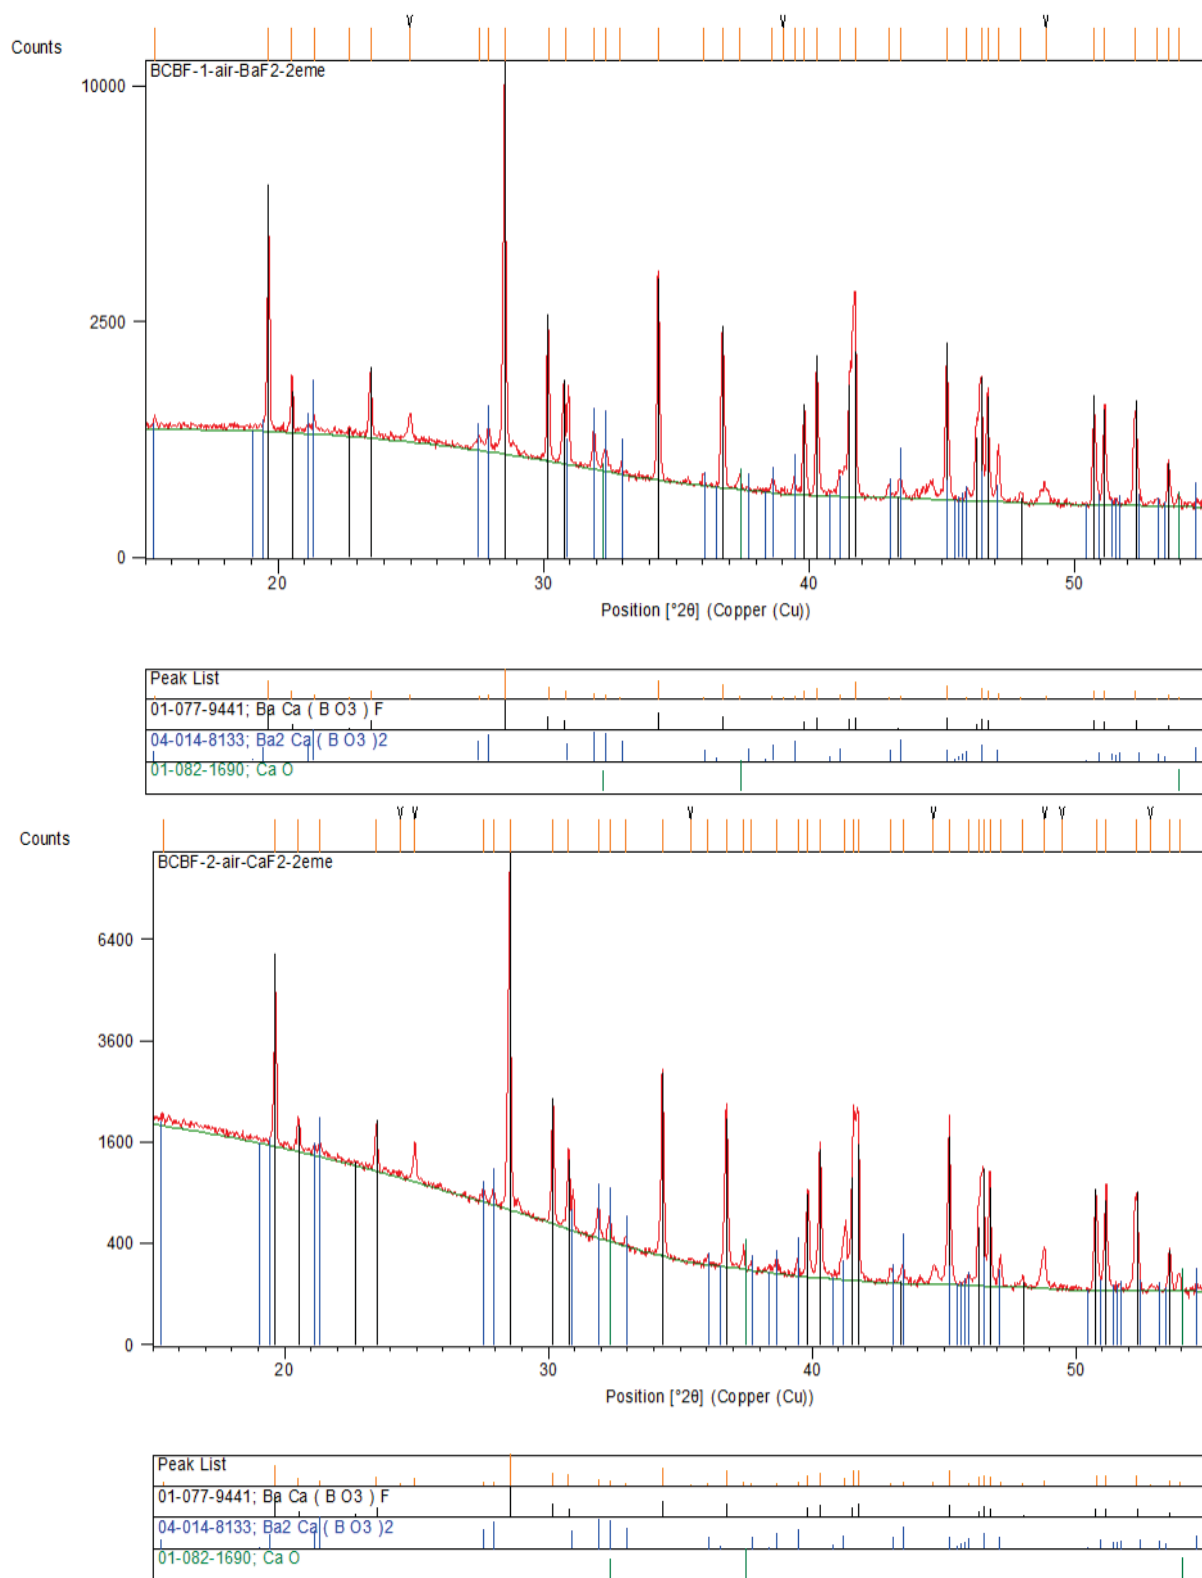 Counts
BCBF-1-air-BaF2-2eme
10000
2500
0
20 30 40 50
Position [°2θ] (Copper (Cu))
Peak List
01-077-9441; Ba Ca ( B O3 ) F
04-014-8133; Ba2 Ca ( B O3 )2
01-082-1690; Ca O
Counts
BCBF-2-air-CaF2-2eme
6400
3600
1600
400
0
20 30 40 50
Position [°2θ] (Copper (Cu))
Peak List
01-077-9441; Ba Ca ( B O3 ) F
04-014-8133; Ba2 Ca ( B O3 )2
01-082-1690; Ca O